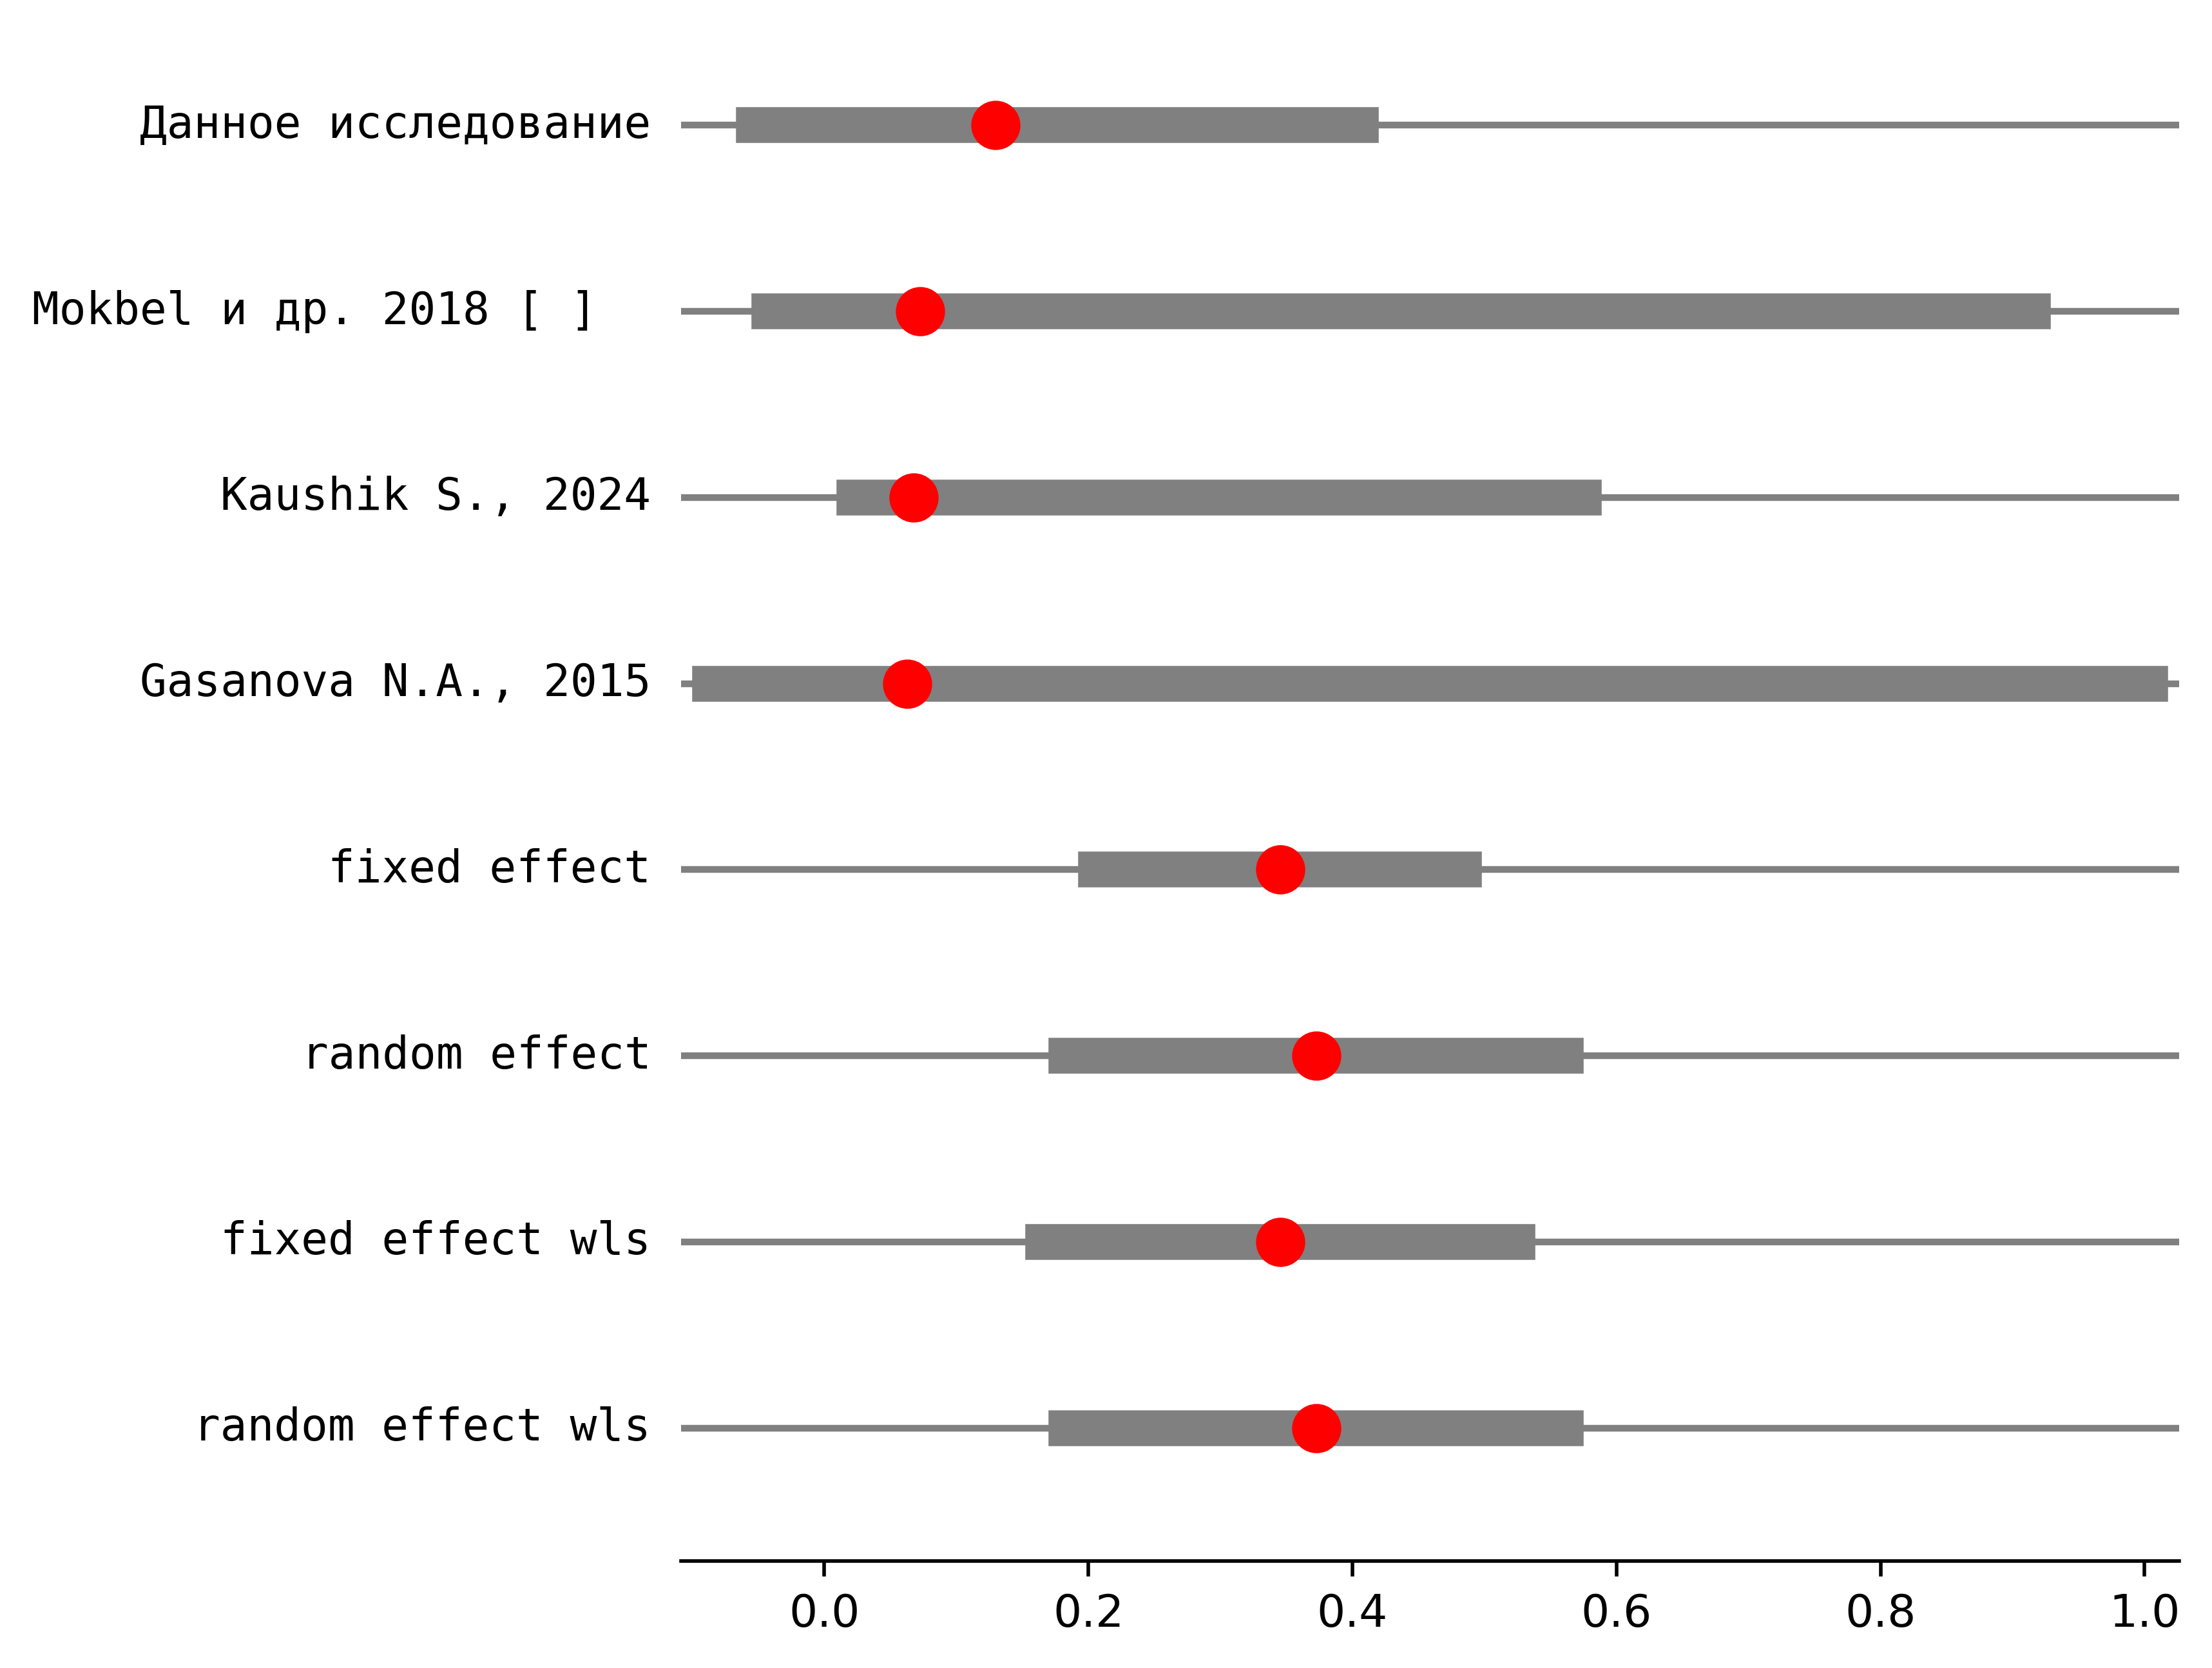 Данное исследование
Mokbel и др. 2018 [ ]
Kaushik S., 2024
Gasanova N.A., 2015
fixed effect
random effect
fixed effect wls
random effect wls
0.0 0.2 0.4 0.6 0.8 1.0